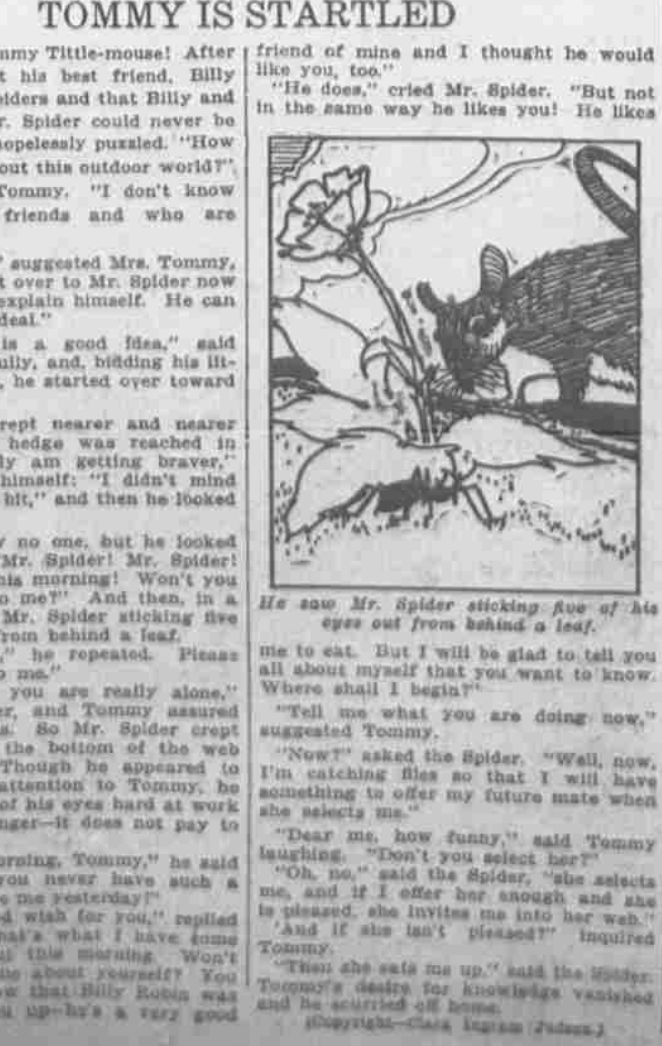 TOMMY IS STARTLED
mmy Tittle-mouse! After
t his best friend, Billy
piders and that Billy and
r. Spider could never be
hopelessly puzzled. "How
out this outdoor world?"
Tommy. "I don't know
friends and who are
" suggested Mrs. Tommy,
t over to Mr. Spider now
explain himself. He can
deal."
is a good idea," said
ully, and, bidding his lit-
, he started over toward
rept nearer and nearer
hedge was reached in
ly am getting braver,"
himself: "I didn't mind
bit," and then he looked
y no one, but he looked
Mr. Spider! Mr. Spider!
his morning! Won't you
o me?" And then, in a
Mr. Spider sticking five
from behind a leaf.
," he repeated. Please
o me."
you are really alone,"
er, and Tommy assured
s. So Mr. Spider crept
the bottom of the web
Though he appeared to
attention to Tommy, he
of his eyes hard at work
nger—it does not pay to
orning, Tommy," he said
you never have such a
e me yesterday!"
d wish for you," replied
hat's what I have come
ut this morning. Won't
me about yourself? You
ow that Billy Robin was
u up—he's a very good
friend of mine and I thought he would
like you, too."
"He does," cried Mr. Spider. "But not
in the same way he likes you! He likes
He saw Mr. Spider sticking five of his
eyes out from behind a leaf.
me to eat. But I will be glad to tell you
all about myself that you want to know.
Where shall I begin?"
"Tell me what you are doing now,"
suggested Tommy.
"Now?" asked the Spider. "Well, now,
I'm catching flies so that I will have
something to offer my future mate when
she selects me."
"Dear me, how funny," said Tommy
laughing. "Don't you select her?"
"Oh, no," said the Spider, "she selects
me, and if I offer her enough and she
is pleased, she invites me into her web."
'And if she isn't pleased?" inquired
Tommy.
"Then she eats me up," said the Spider.
Tommy's desire for knowledge vanished
and he scurried off home.
(Copyright—Clara Ingram Judson.)